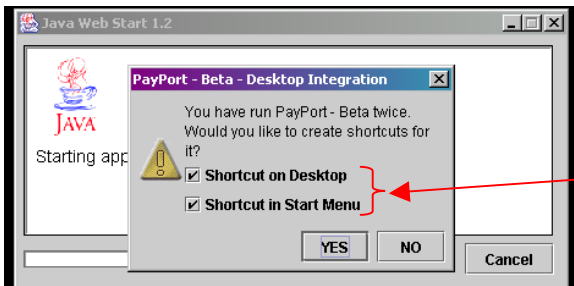 Java Web Start 1.2
JAVA
Starting app
PayPort - Beta - Desktop Integration
You have run PayPort - Beta twice.
Would you like to create shortcuts for
it?
Shortcut on Desktop
Shortcut in Start Menu
YES NO
Cancel